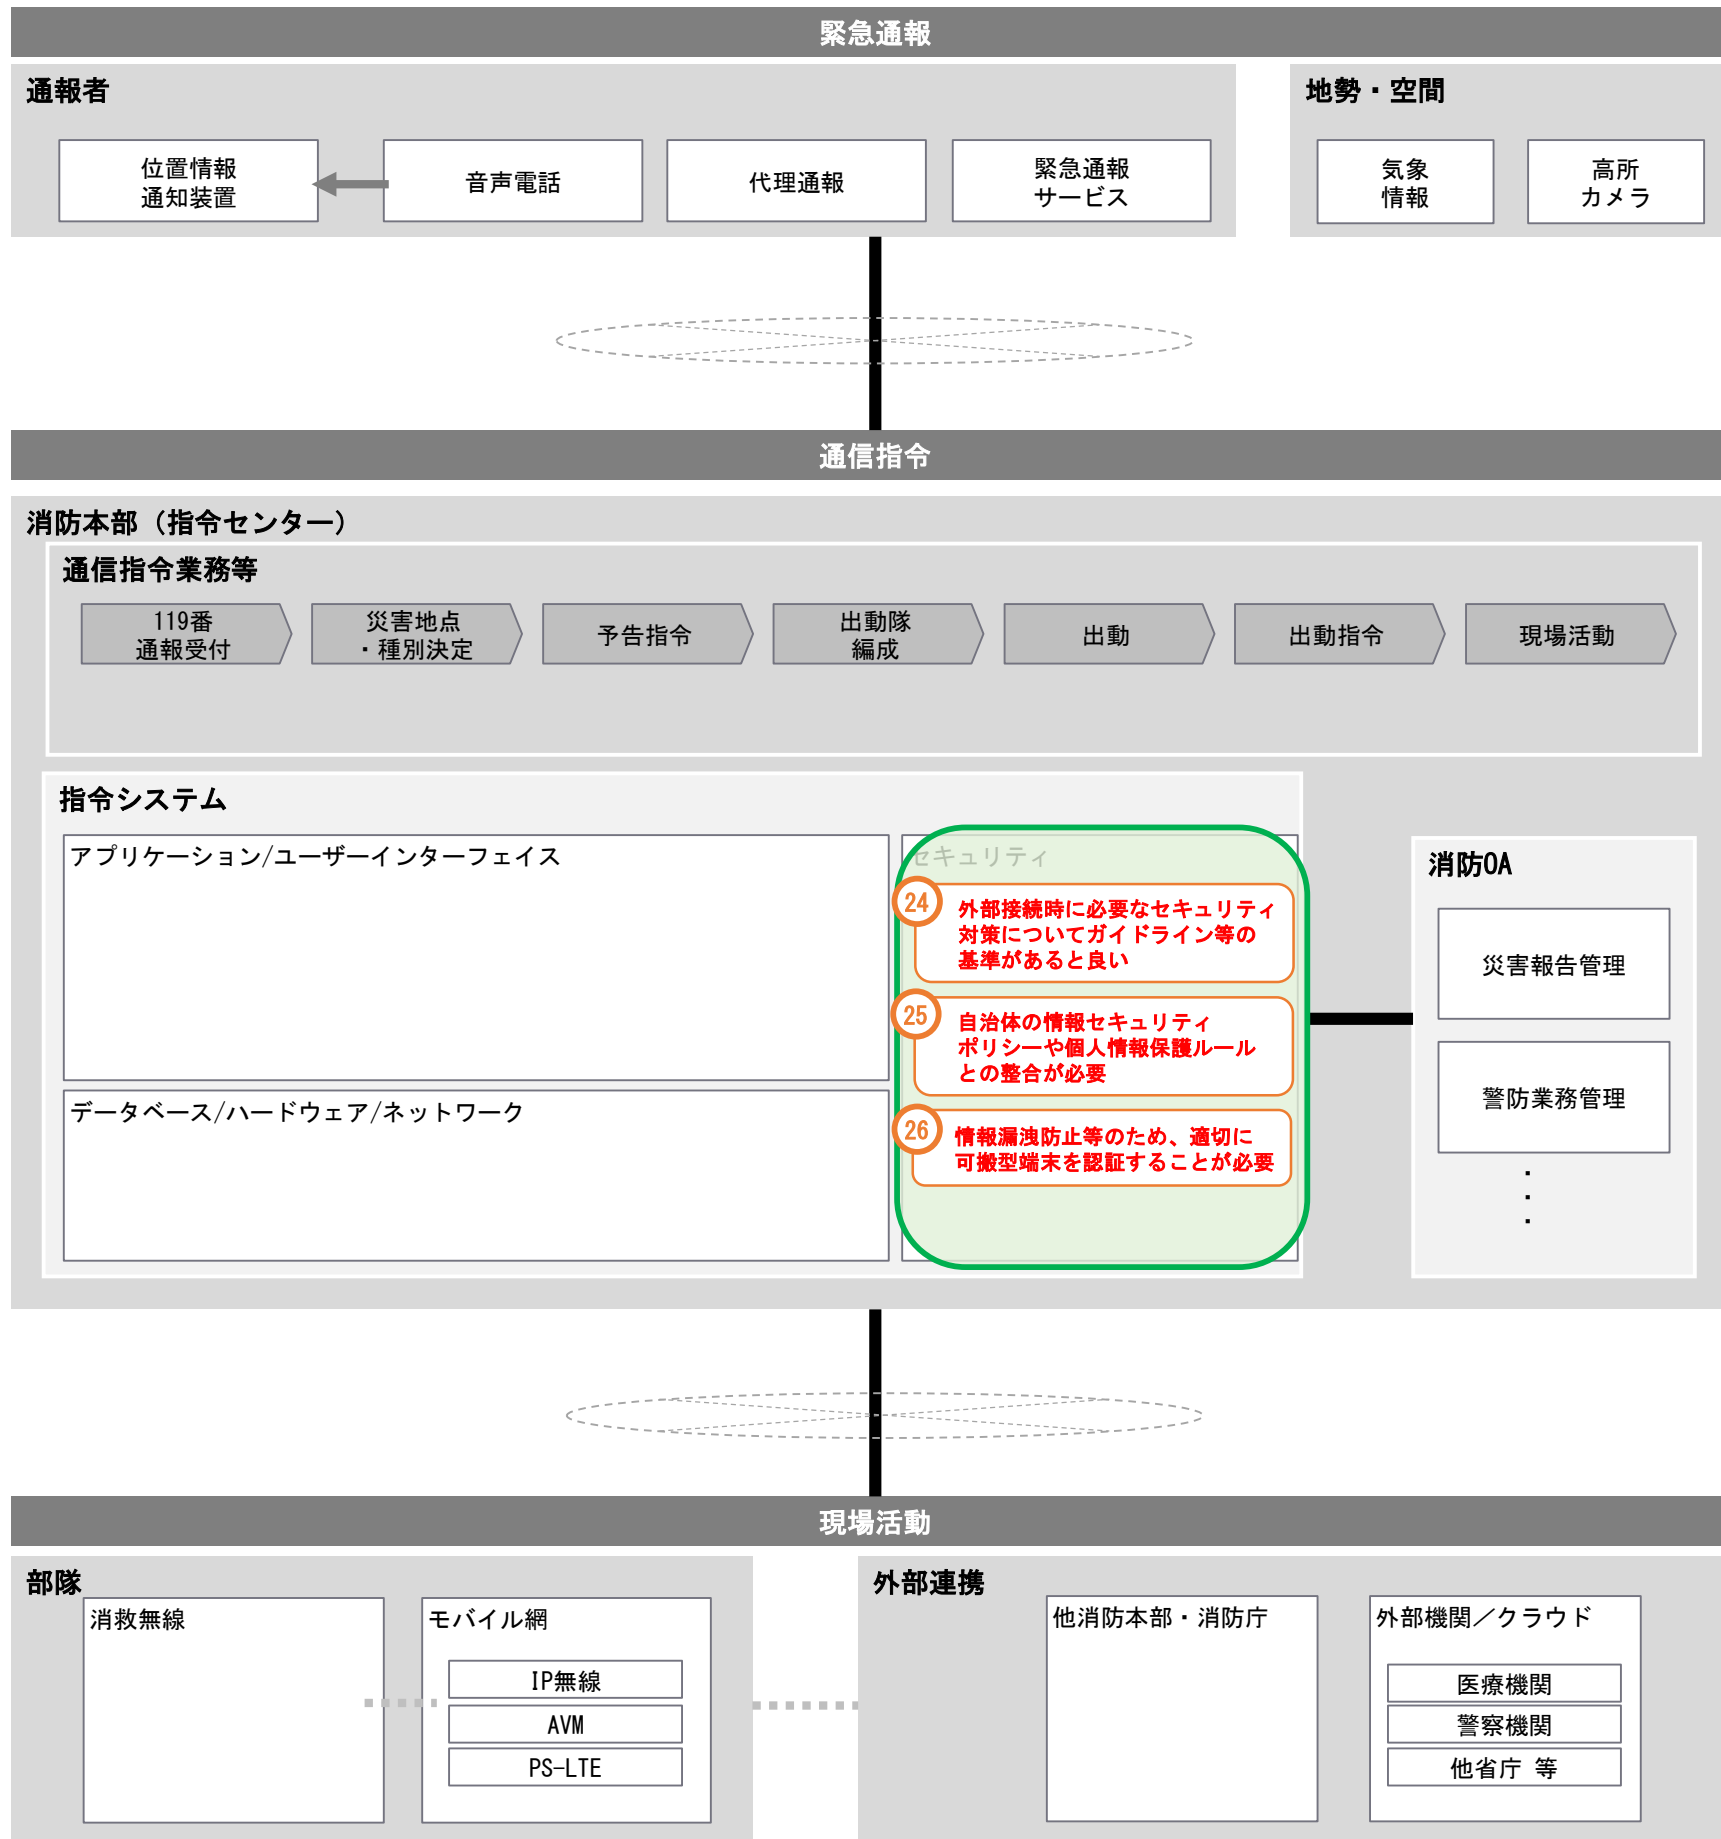 緊急通報
通報者
位置情報
通知装置
音声電話
代理通報
緊急通報
サービス
地勢・空間
気象
情報
高所
カメラ
通信指令
消防本部（指令センター）
通信指令業務等
119番
通報受付
災害地点
・種別決定
予告指令
出動隊
編成
出動
出動指令
現場活動
指令システム
アプリケーション/ユーザーインターフェイス
データベース/ハードウェア/ネットワーク
セキュリティ
24
外部接続時に必要なセキュリティ
対策についてガイドライン等の
基準があると良い
25
自治体の情報セキュリティ
ポリシーや個人情報保護ルール
との整合が必要
26
情報漏洩防止等のため、適切に
可搬型端末を認証することが必要
消防OA
災害報告管理
警防業務管理
・
・
・
現場活動
部隊
消救無線
モバイル網
IP無線
AVM
PS-LTE
外部連携
他消防本部・消防庁
外部機関／クラウド
医療機関
警察機関
他省庁 等